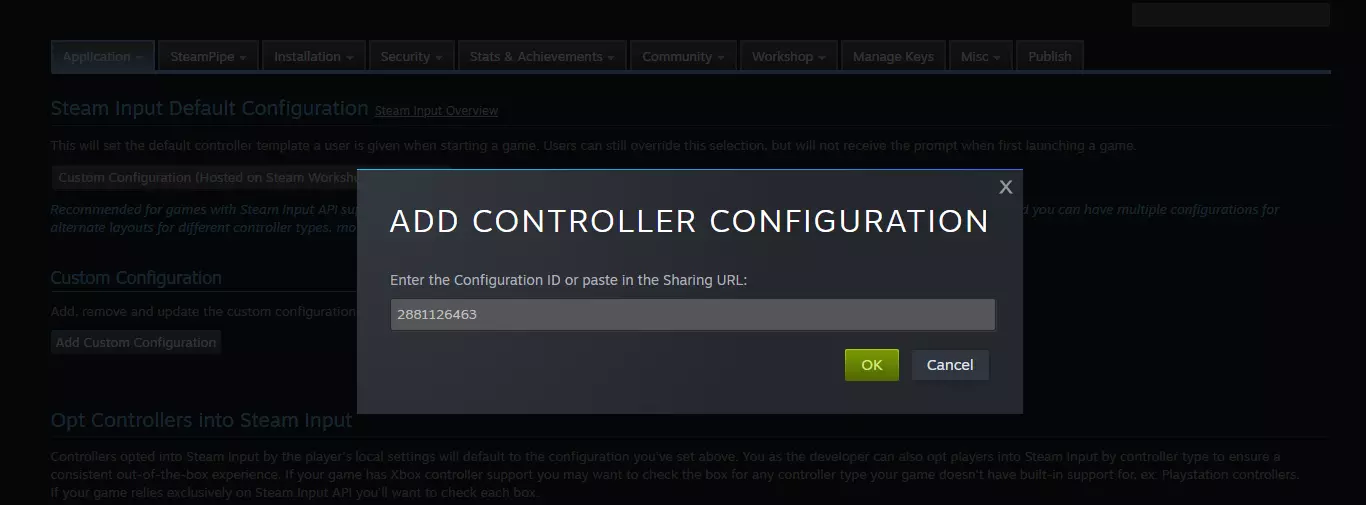 Application SteamPipe Installation Security Stats & Achievements Community Workshop Manage Keys Misc Publish
Steam Input Default Configuration Steam Input Overview
This will set the default controller template a user is given when starting a game. Users can still override this selection, but will not receive the prompt when first launching a game.
Custom Configuration (Hosted on Steam Worksho
Recommended for games with Steam Input API sup
d you can have multiple configurations for
alternate layouts for different controller types, mo
X
ADD CONTROLLER CONFIGURATION
Enter the Configuration ID or paste in the Sharing URL:
2881126463
OK Cancel
Custom Configuration
Add, remove and update the custom configuration
Add Custom Configuration
Opt Controllers into Steam Input
Controllers opted into Steam Input by the player's local settings will default to the configuration you've set above. You as the developer can also opt players into Steam Input by controller type to ensure a
consistent out-of-the-box experience. If your game has Xbox controller support you may want to check the box for any controller type your game doesn't have built-in support for, ex. Playstation controllers.
If your game relies exclusively on Steam Input API you'll want to check each box.